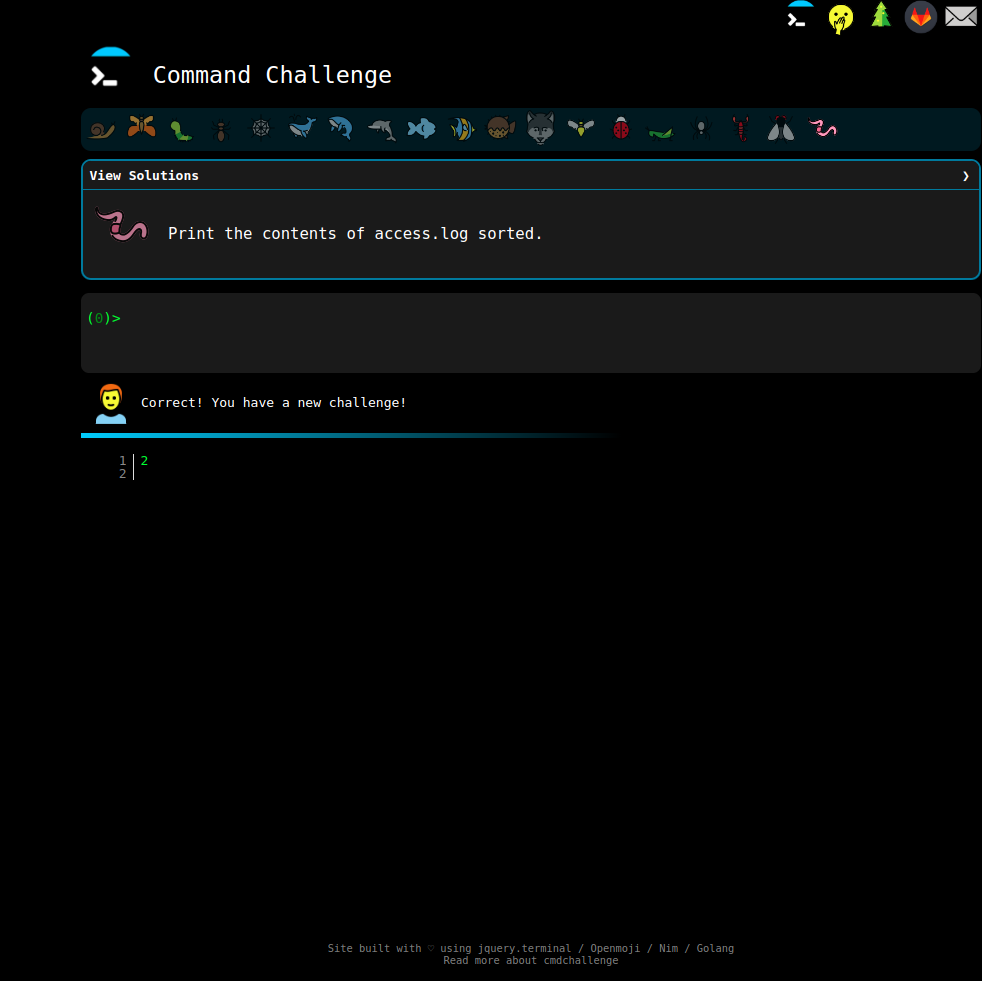 Command Challenge
View Solutions ❯
Print the contents of access.log sorted.
(0)>
Correct! You have a new challenge!
1 2
2
Site built with ♡ using jquery.terminal / Openmoji / Nim / Golang
Read more about cmdchallenge